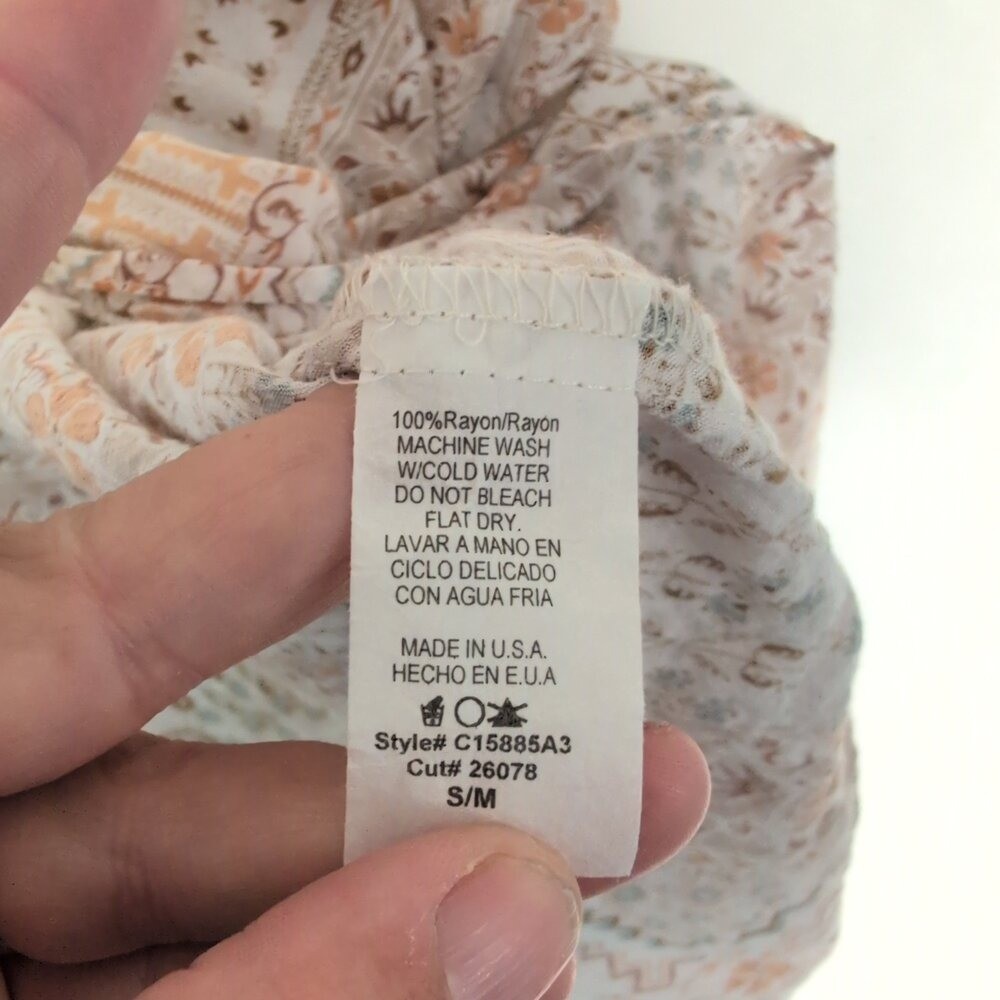 100%Rayon/Rayón
MACHINE WASH
W/COLD WATER
DO NOT BLEACH
FLAT DRY.
LAVAR A MANO EN
CICLO DELICADO
CON AGUA FRIA
MADE IN U.S.A.
HECHO EN E.U.A
Style# C15885A3
Cut# 26078
S/M